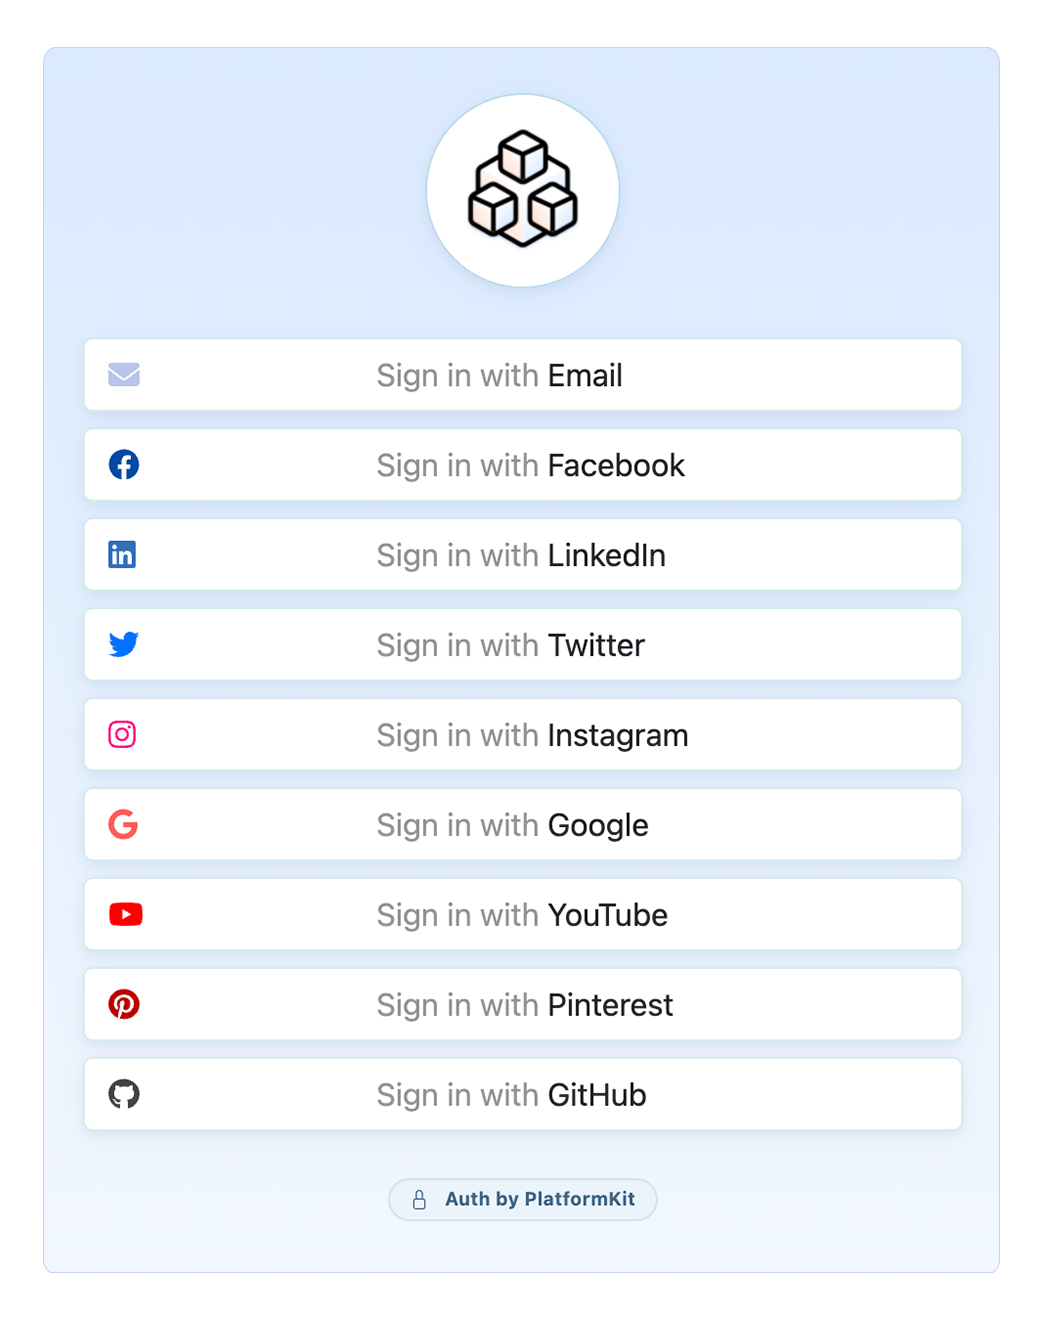 Sign in with Email
Sign in with Facebook
Sign in with LinkedIn
Sign in with Twitter
Sign in with Instagram
Sign in with Google
Sign in with YouTube
Sign in with Pinterest
Sign in with GitHub
Auth by PlatformKit